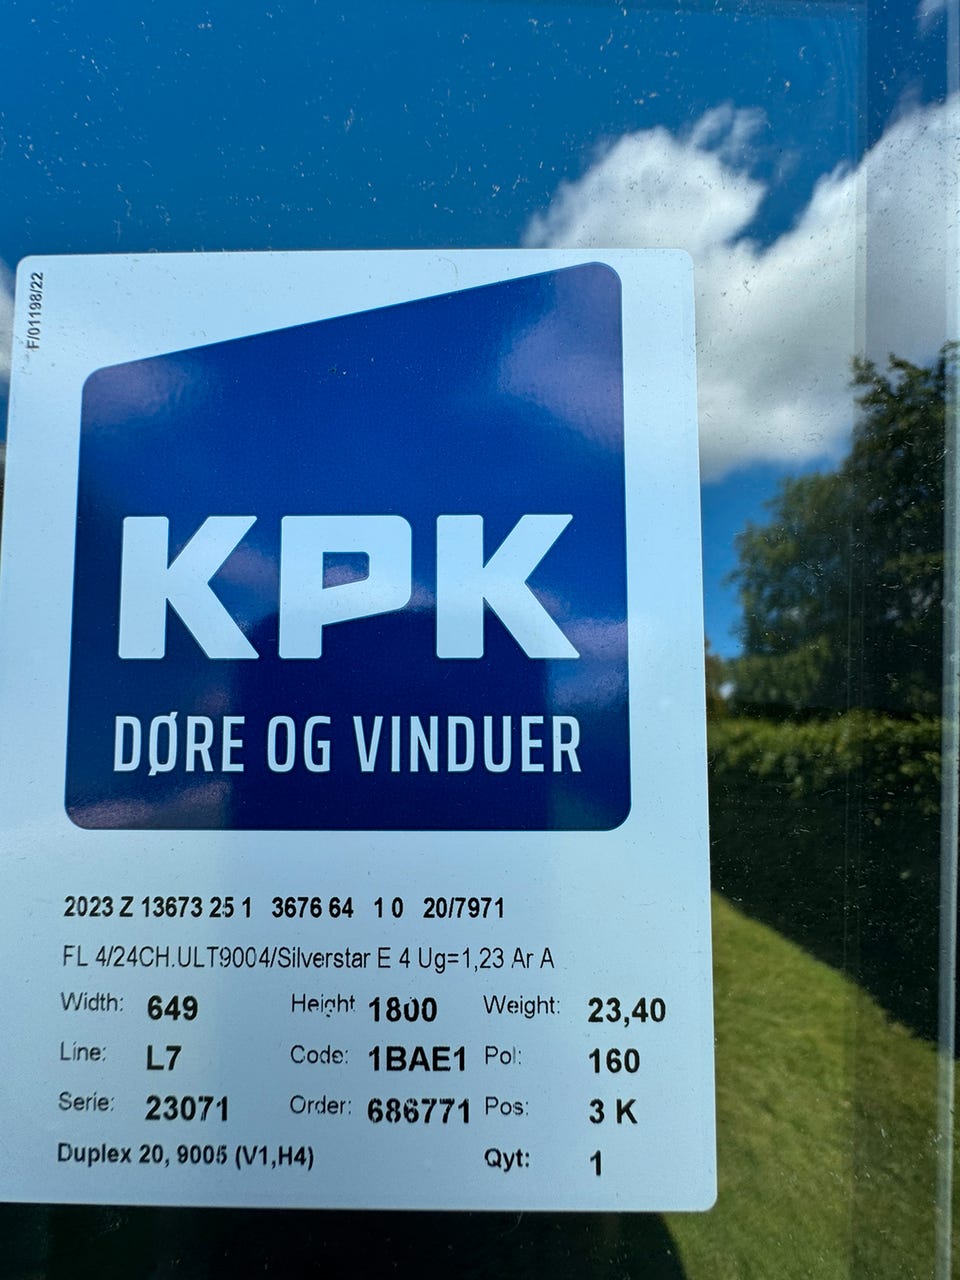 F/01198/22
KPK
DØRE OG VINDUER
2023 Z 13673 25 1 3676 64 1 0 20/7971
FL 4/24CH.ULT9004/Silverstar E 4 Ug=1,23 Ar A
Width: 649 Height 1800 Weight: 23,40
Line: L7 Code: 1BAE1 Pol: 160
Serie: 23071 Order: 686771 Pos: 3 K
Duplex 20, 9005 (V1,H4) Qyt: 1